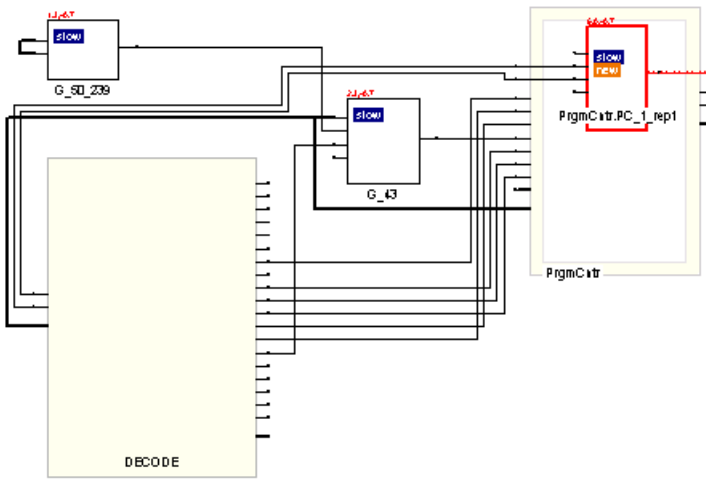 slow
G_50_239
slow
G_43
slow
new
PrgmCntr.PC_1_rep1
PrgmCntr
DECODE